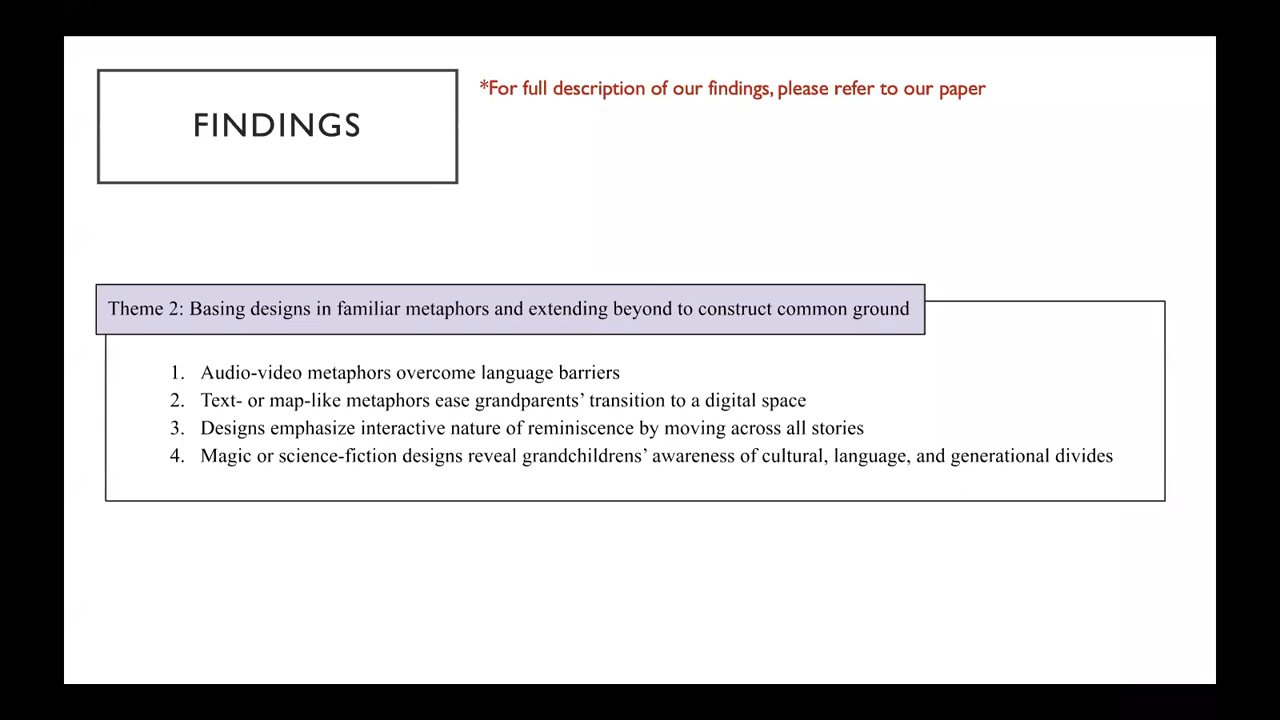 FINDINGS
*For full description of our findings, please refer to our paper
Theme 2: Basing designs in familiar metaphors and extending beyond to construct common ground
1. Audio-video metaphors overcome language barriers
2. Text- or map-like metaphors ease grandparents’ transition to a digital space
3. Designs emphasize interactive nature of reminiscence by moving across all stories
4. Magic or science-fiction designs reveal grandchildrens’ awareness of cultural, language, and generational divides